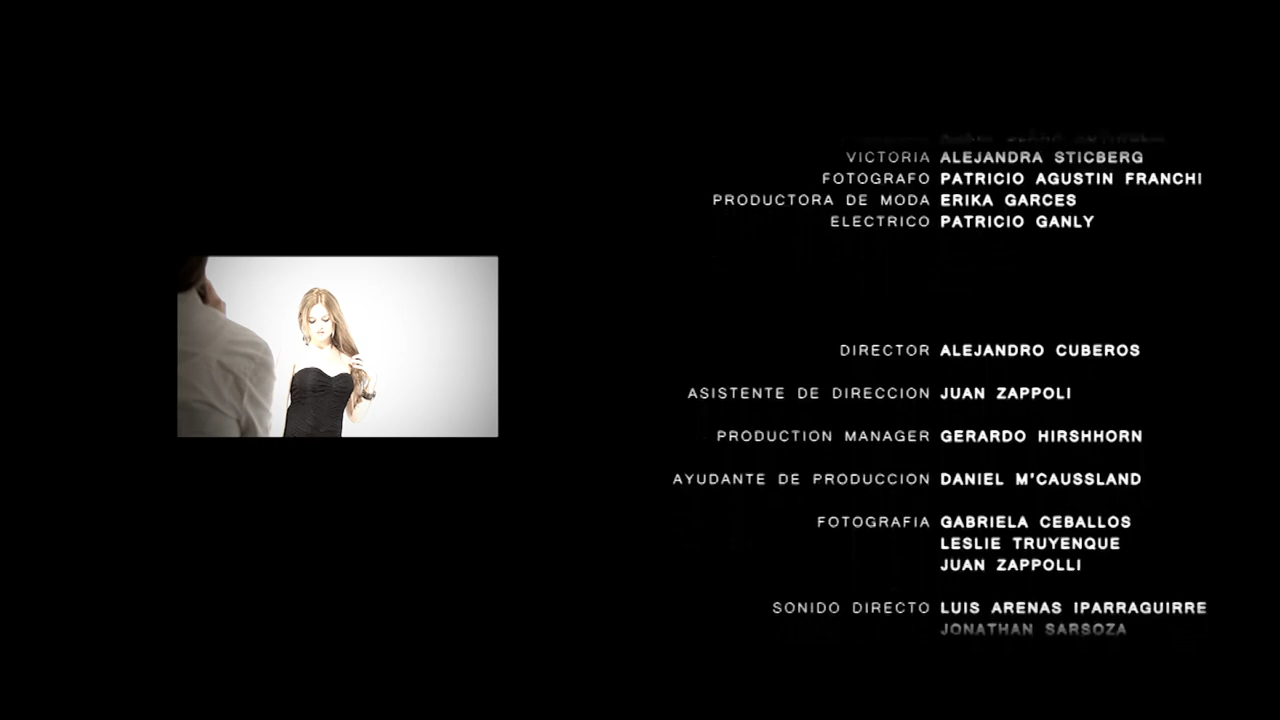 VICTORIA ALEJANDRA STICBERG
FOTOGRAFO PATRICIO AGUSTIN FRANCHI
PRODUCTORA DE MODA ERIKA GARCES
ELECTRICO PATRICIO GANLY
DIRECTOR ALEJANDRO CUBEROS
ASISTENTE DE DIRECCION JUAN ZAPPOLI
PRODUCTION MANAGER GERARDO HIRSHHORN
AYUDANTE DE PRODUCCION DANIEL M'CAUSSLAND
FOTOGRAFIA GABRIELA CEBALLOS
LESLIE TRUYENQUE
JUAN ZAPPOLLI
SONIDO DIRECTO LUIS ARENAS IPARRAGUIRRE
JONATHAN SARSOZA